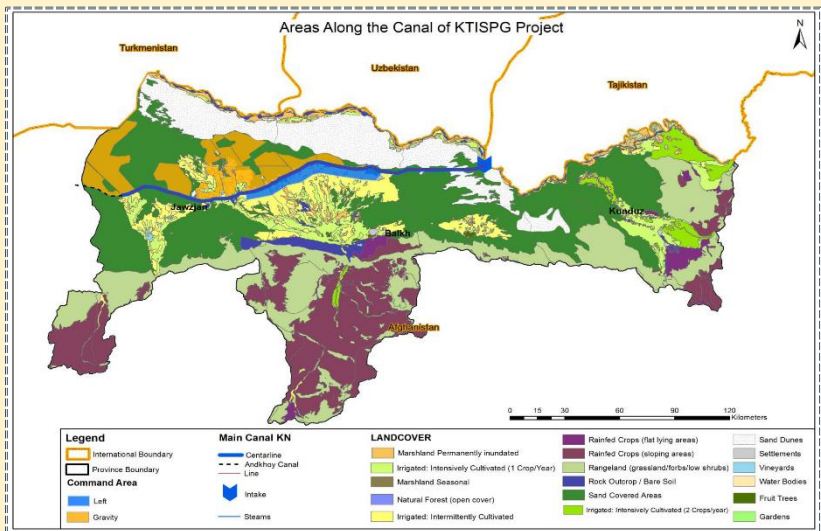 Areas Along the Canal of KTISPG Project
N
Turkmenistan
Uzbekistan
Tajikistan
Jawzjan
Kunduz
Balkh
Afghanistan
0 15 30 60 90 120
Kilometers
Legend
International Boundary
Province Boundary
Command Area
Left
Gravity
Main Canal KN
Centarline
Andkhoy Canal
Line
Intake
Steams
LANDCOVER
Marshland Permanently inundated
Irrigated: Intensively Cultivated (1 Crop/Year)
Marshland Seasonal
Natural Forest (open cover)
Irrigated: Intermittently Cultivated
Rainfed Crops (flat lying areas)
Rainfed Crops (sloping areas)
Rangeland (grassland/forbs/low shrubs)
Rock Outcrop / Bare Soil
Sand Covered Areas
Irrigated: Intensively Cultivated (2 Crops/year)
Sand Dunes
Settlements
Vineyards
Water Bodies
Fruit Trees
Gardens